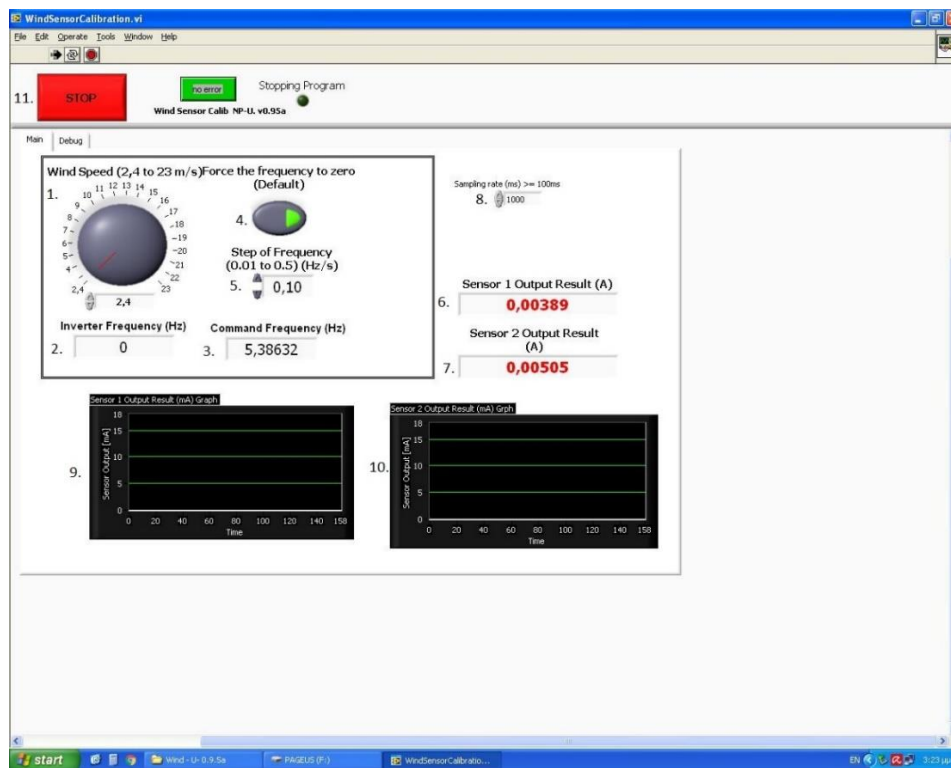 WindSensorCalibration.vi
File Edit Operate Tools Window Help
11. STOP
no error
Stopping Program
Wind Sensor Calib NP-U. v0.95a
Main Debug
Wind Speed (2,4 to 23 m/s)
1.
2,4 4 5 6 7 8 9 10 11 12 13 14 15 16 17 18 19 20 21 22 23
2,4
Force the frequency to zero
(Default)
4.
Step of Frequency
(0.01 to 0.5) (Hz/s)
5. 0,10
Inverter Frequency (Hz)
2. 0
Command Frequency (Hz)
3. 5,38632
Sampling rate (ms) >= 100ms
8. 1000
Sensor 1 Output Result (A)
6. 0,00389
Sensor 2 Output Result
(A)
7. 0,00505
Sensor 1 Output Result (mA) Graph
9.
Sensor Output [mA]
18
15
10
5
0
0 20 40 60 80 100 120 140 158
Time
Sensor 2 Output Result (mA) Grph
10.
Sensor Output [mA]
18
15
10
5
0
0 20 40 60 80 100 120 140 158
Time
start
Wind - U- 0.9.5a
PAGEUS (F:)
WindSensorCalibratio...
EN
3:23 μμ